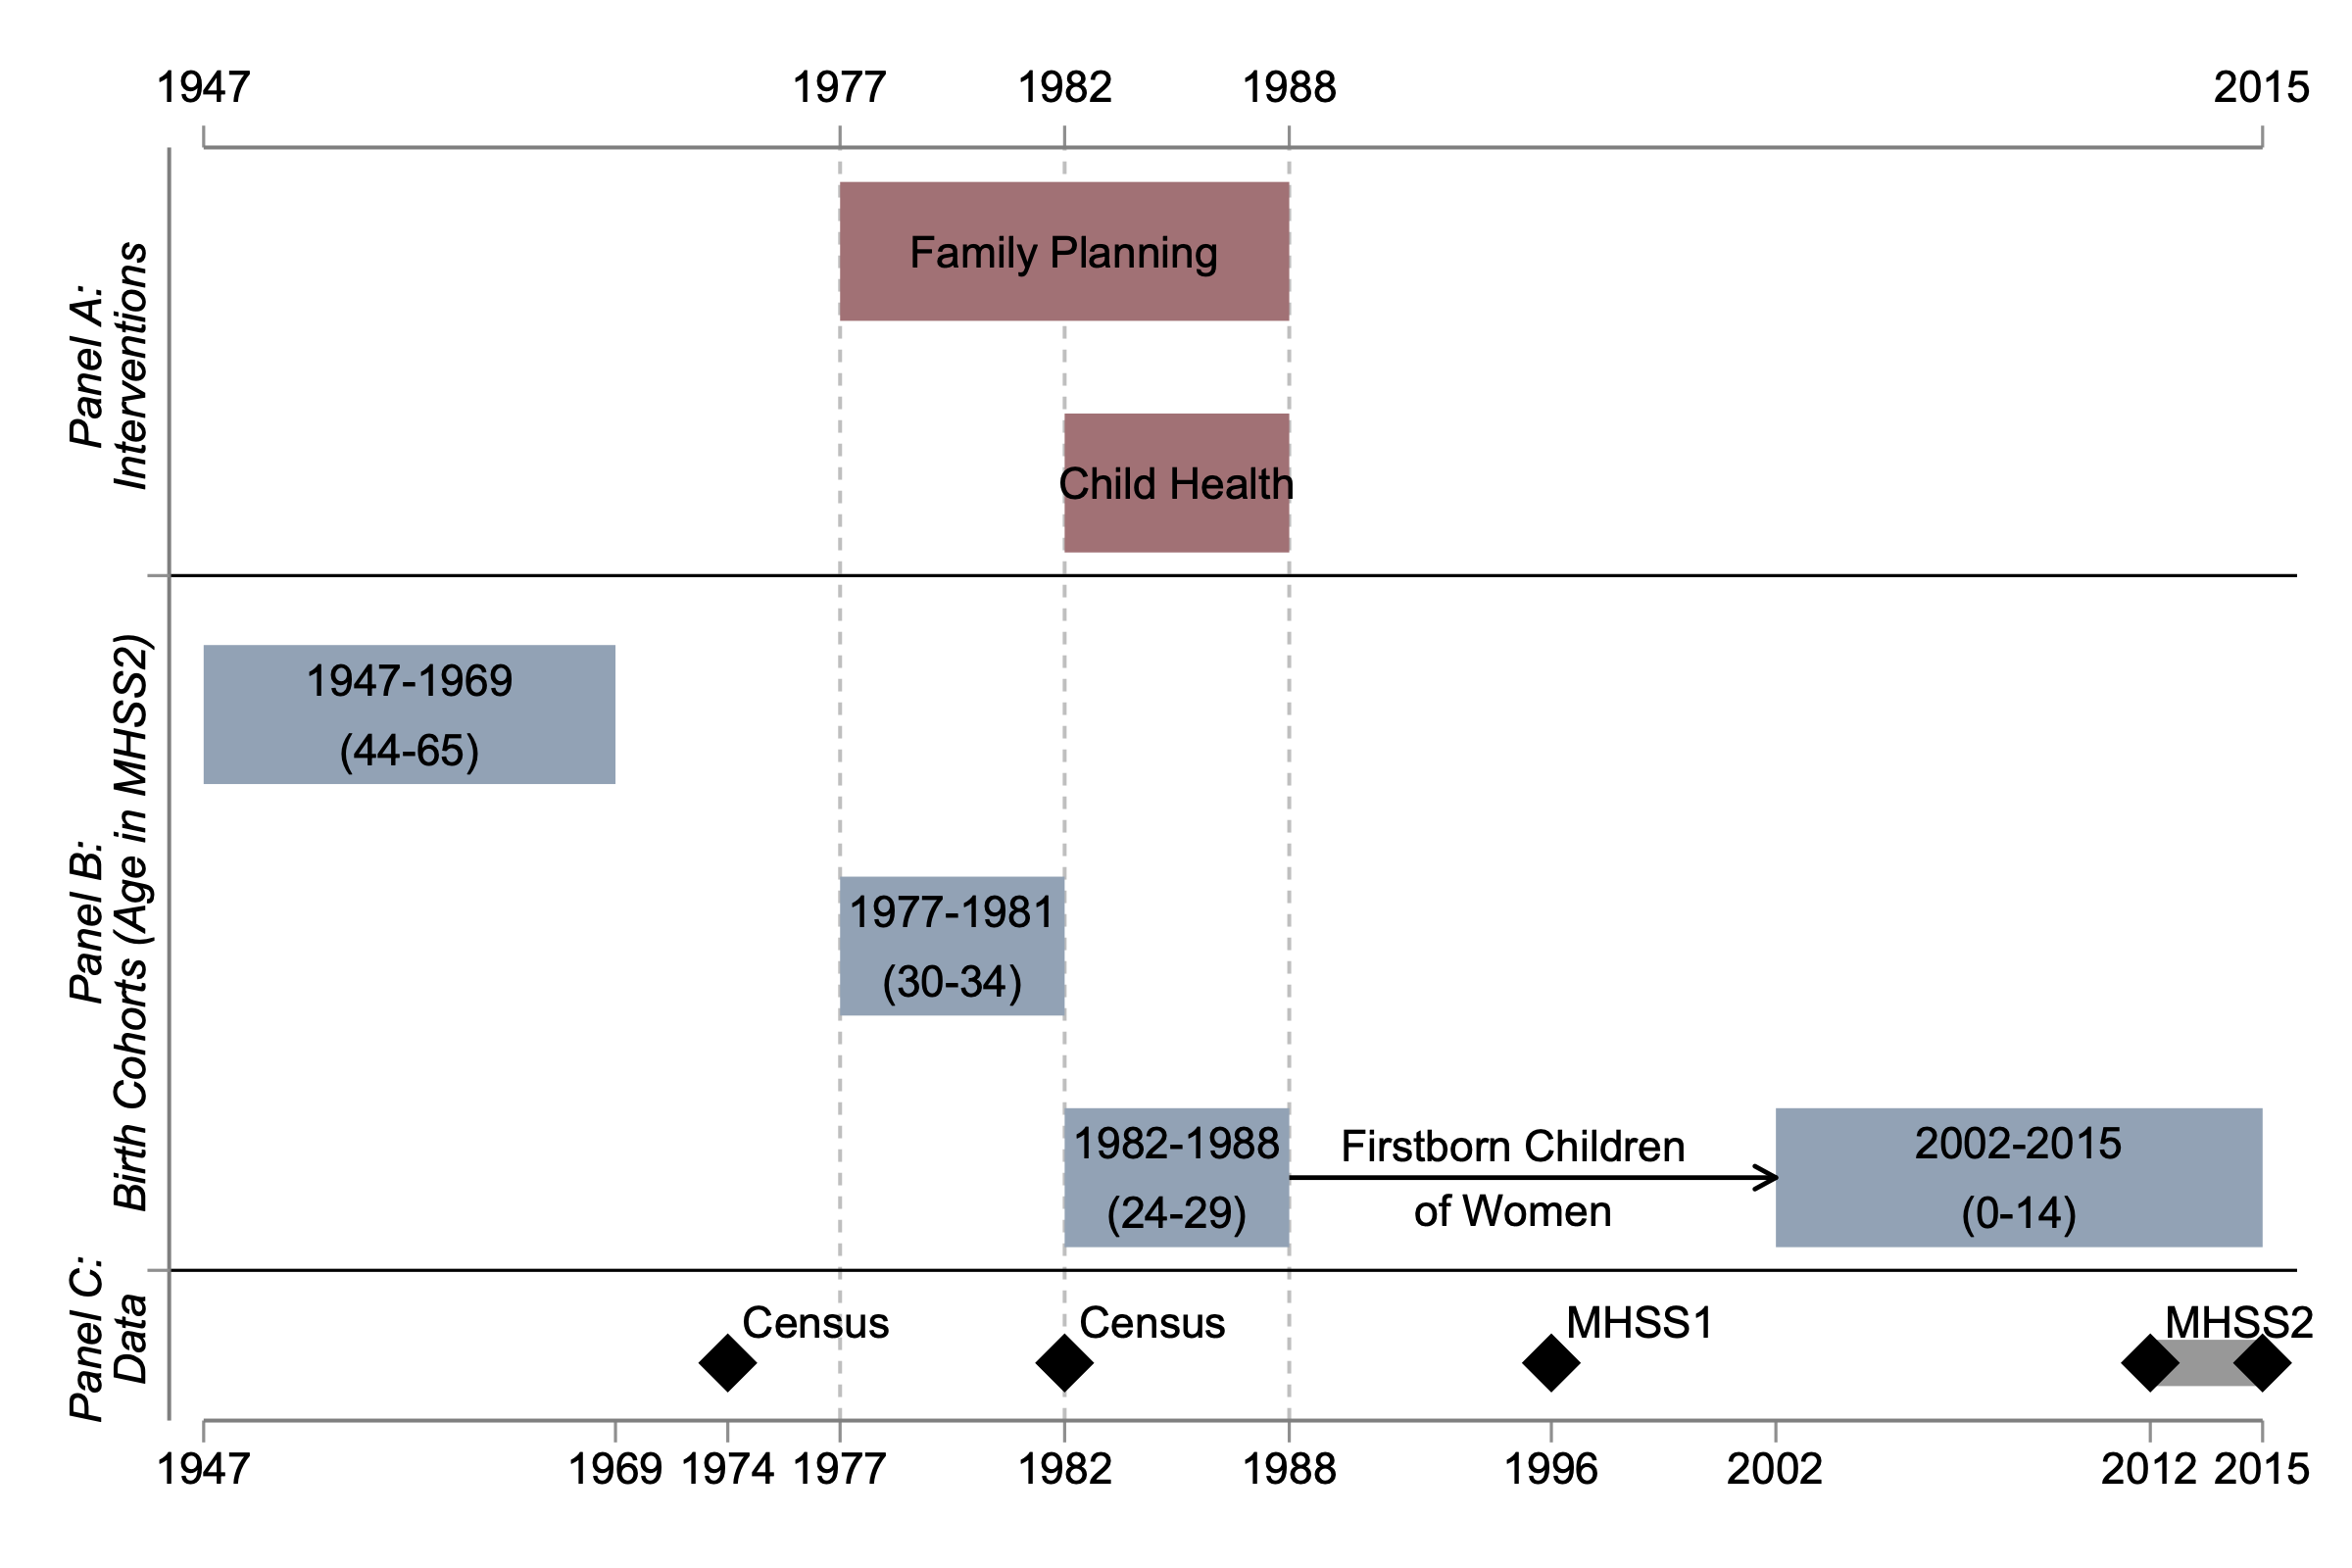 1947 1977 1982 1988 2015
Panel A:
Interventions
Family Planning
Child Health
Panel B:
Birth Cohorts (Age in MHSS2)
1947-1969
(44-65)
1977-1981
(30-34)
1982-1988
(24-29)
Firstborn Children
of Women
2002-2015
(0-14)
Panel C:
Data
Census Census MHSS1 MHSS2
1947 1969 1974 1977 1982 1988 1996 2002 2012 2015